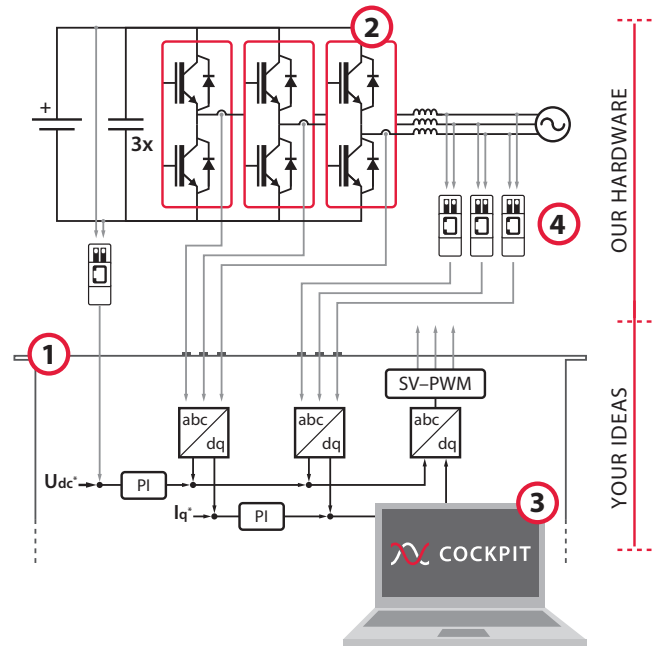 2
+
3x
OUR HARDWARE
4
1
SV–PWM
abc
dq
abc
dq
abc
dq
Udc*
PI
Iq*
PI
3
COCKPIT
YOUR IDEAS